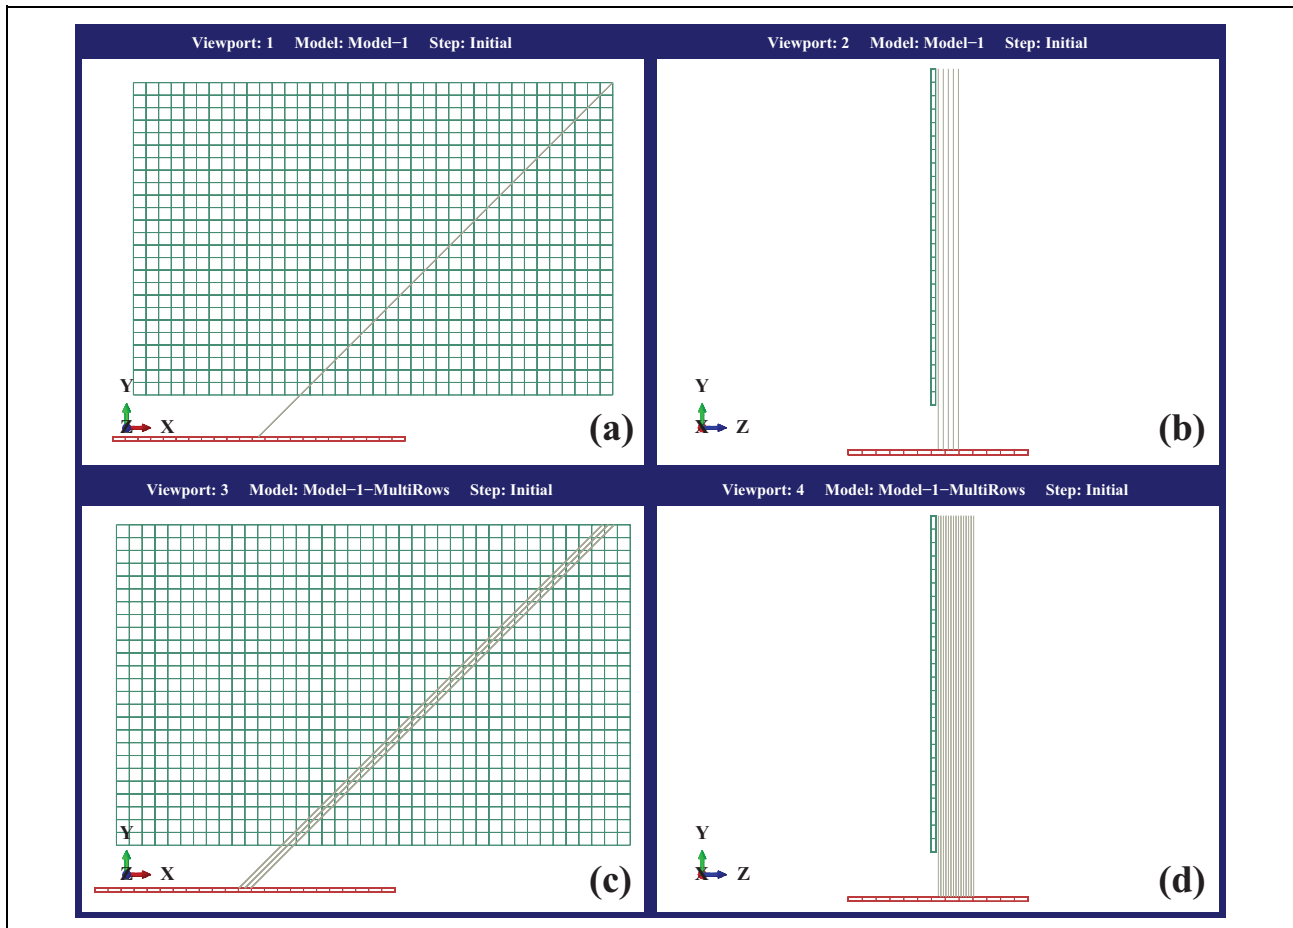 Viewport: 1 Model: Model−1 Step: Initial
Y
Z X
(a)
Viewport: 2 Model: Model−1 Step: Initial
Y
X Z
(b)
Viewport: 3 Model: Model−1−MultiRows Step: Initial
Y
Z X
(c)
Viewport: 4 Model: Model−1−MultiRows Step: Initial
Y
X Z
(d)